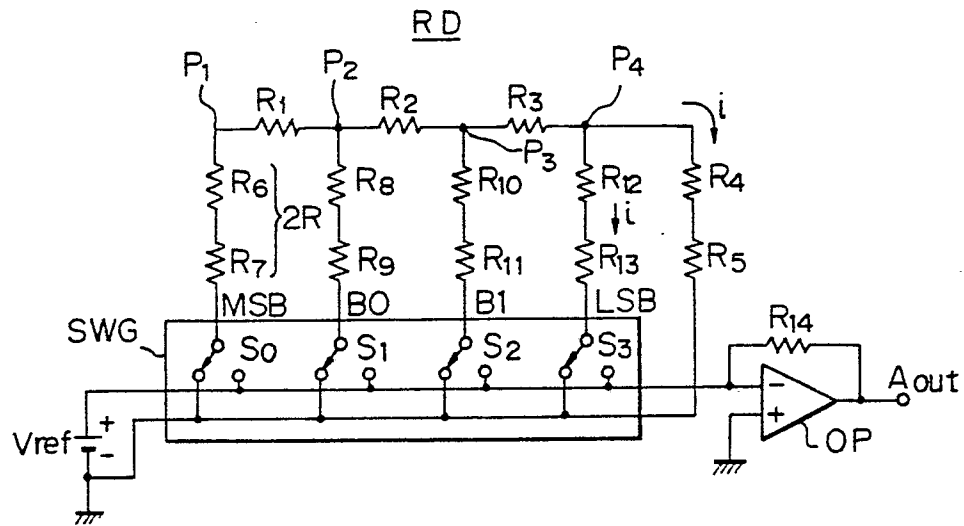 RD
P1 P2 P4
R1 R2 R3 i
P3
R6 R8 R10 R12 R4
2R i
R7 R9 R11 R13 R5
MSB B0 B1 LSB
SWG R14
S0 S1 S2 S3
− Aout
+ +
Vref − OP